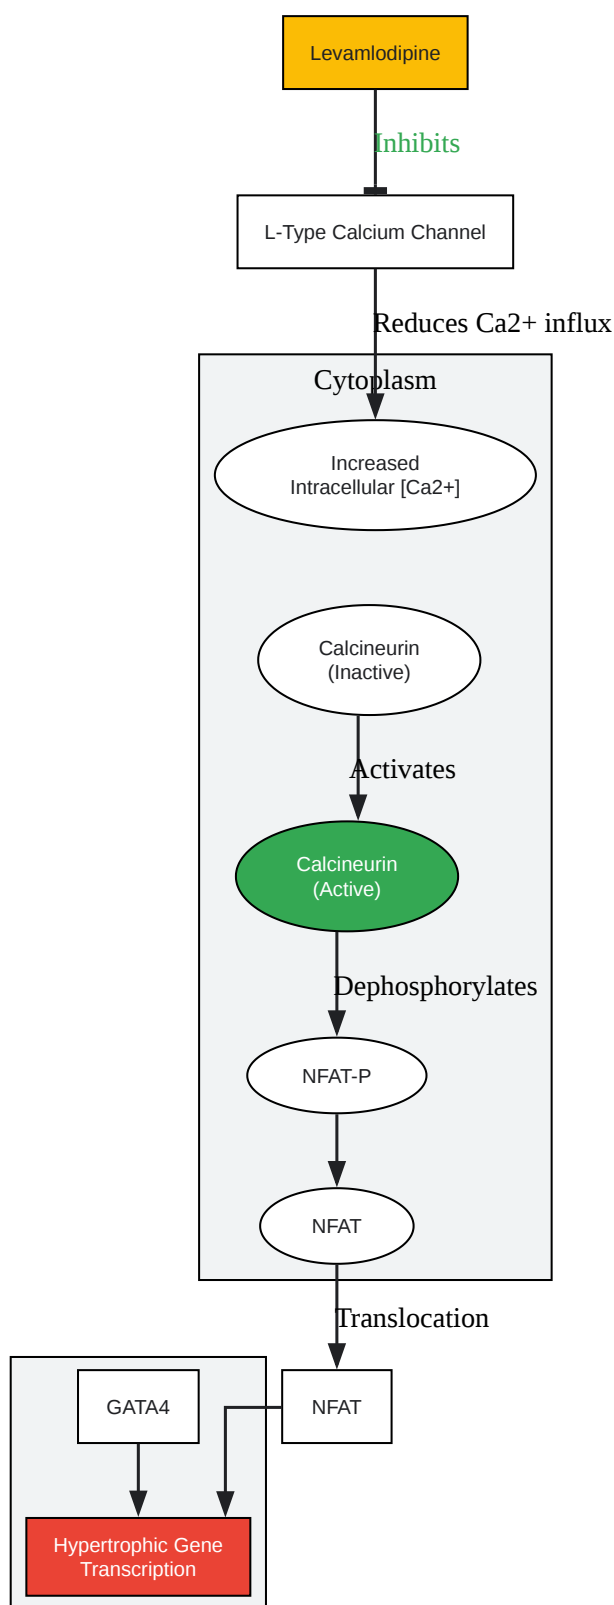 Levamlodipine
Inhibits
L-Type Calcium Channel
Reduces Ca2+ influx
Cytoplasm
Increased
Intracellular [Ca2+]
Calcineurin
(Inactive)
Activates
Calcineurin
(Active)
Dephosphorylates
NFAT-P
NFAT
Translocation
GATA4
NFAT
Hypertrophic Gene
Transcription